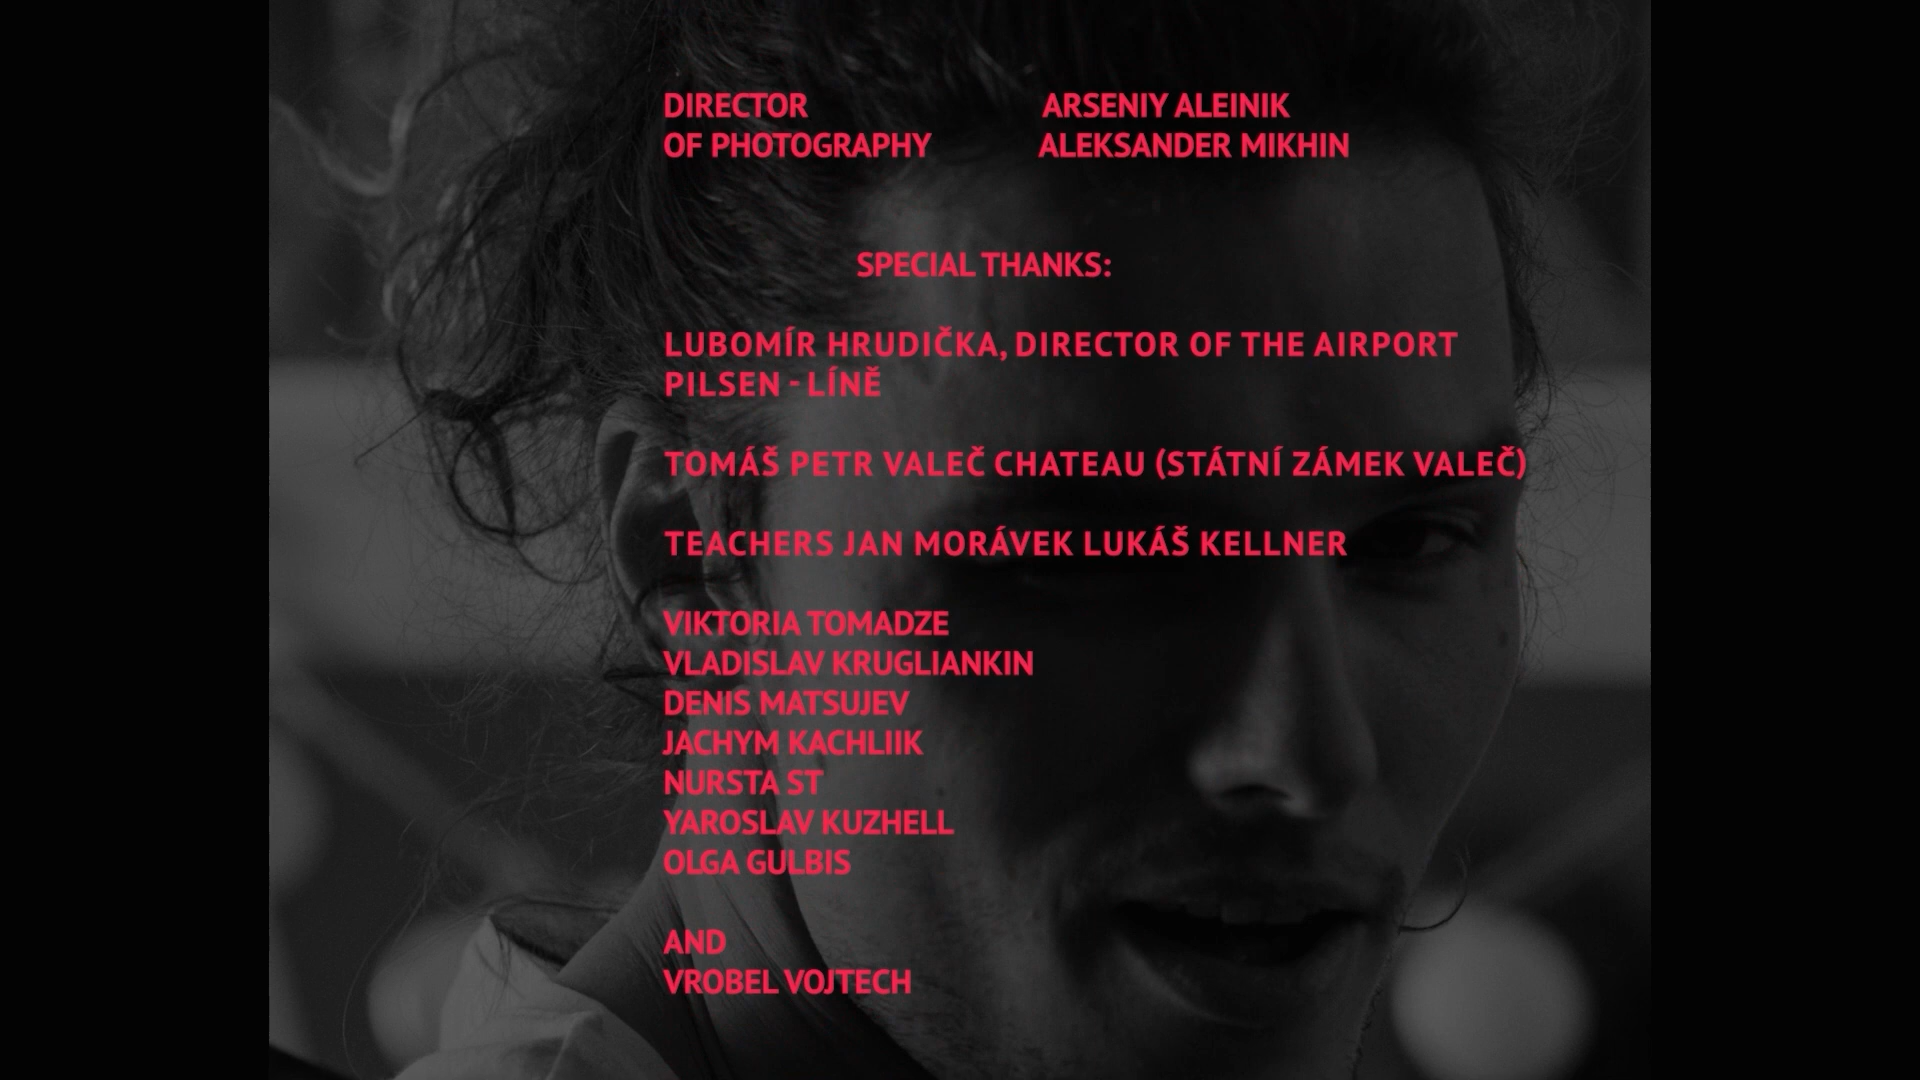 DIRECTOR ARSENIY ALEINIK
OF PHOTOGRAPHY ALEKSANDER MIKHIN
SPECIAL THANKS:
LUBOMÍR HRUDIČKA, DIRECTOR OF THE AIRPORT
PILSEN - LÍNĚ
TOMÁŠ PETR VALEČ CHATEAU (STÁTNÍ ZÁMEK VALEČ)
TEACHERS JAN MORÁVEK LUKÁŠ KELLNER
VIKTORIA TOMADZE
VLADISLAV KRUGLIANKIN
DENIS MATSUJEV
JACHYM KACHLIIK
NURSTA ST
YAROSLAV KUZHELL
OLGA GULBIS
AND
VROBEL VOJTECH